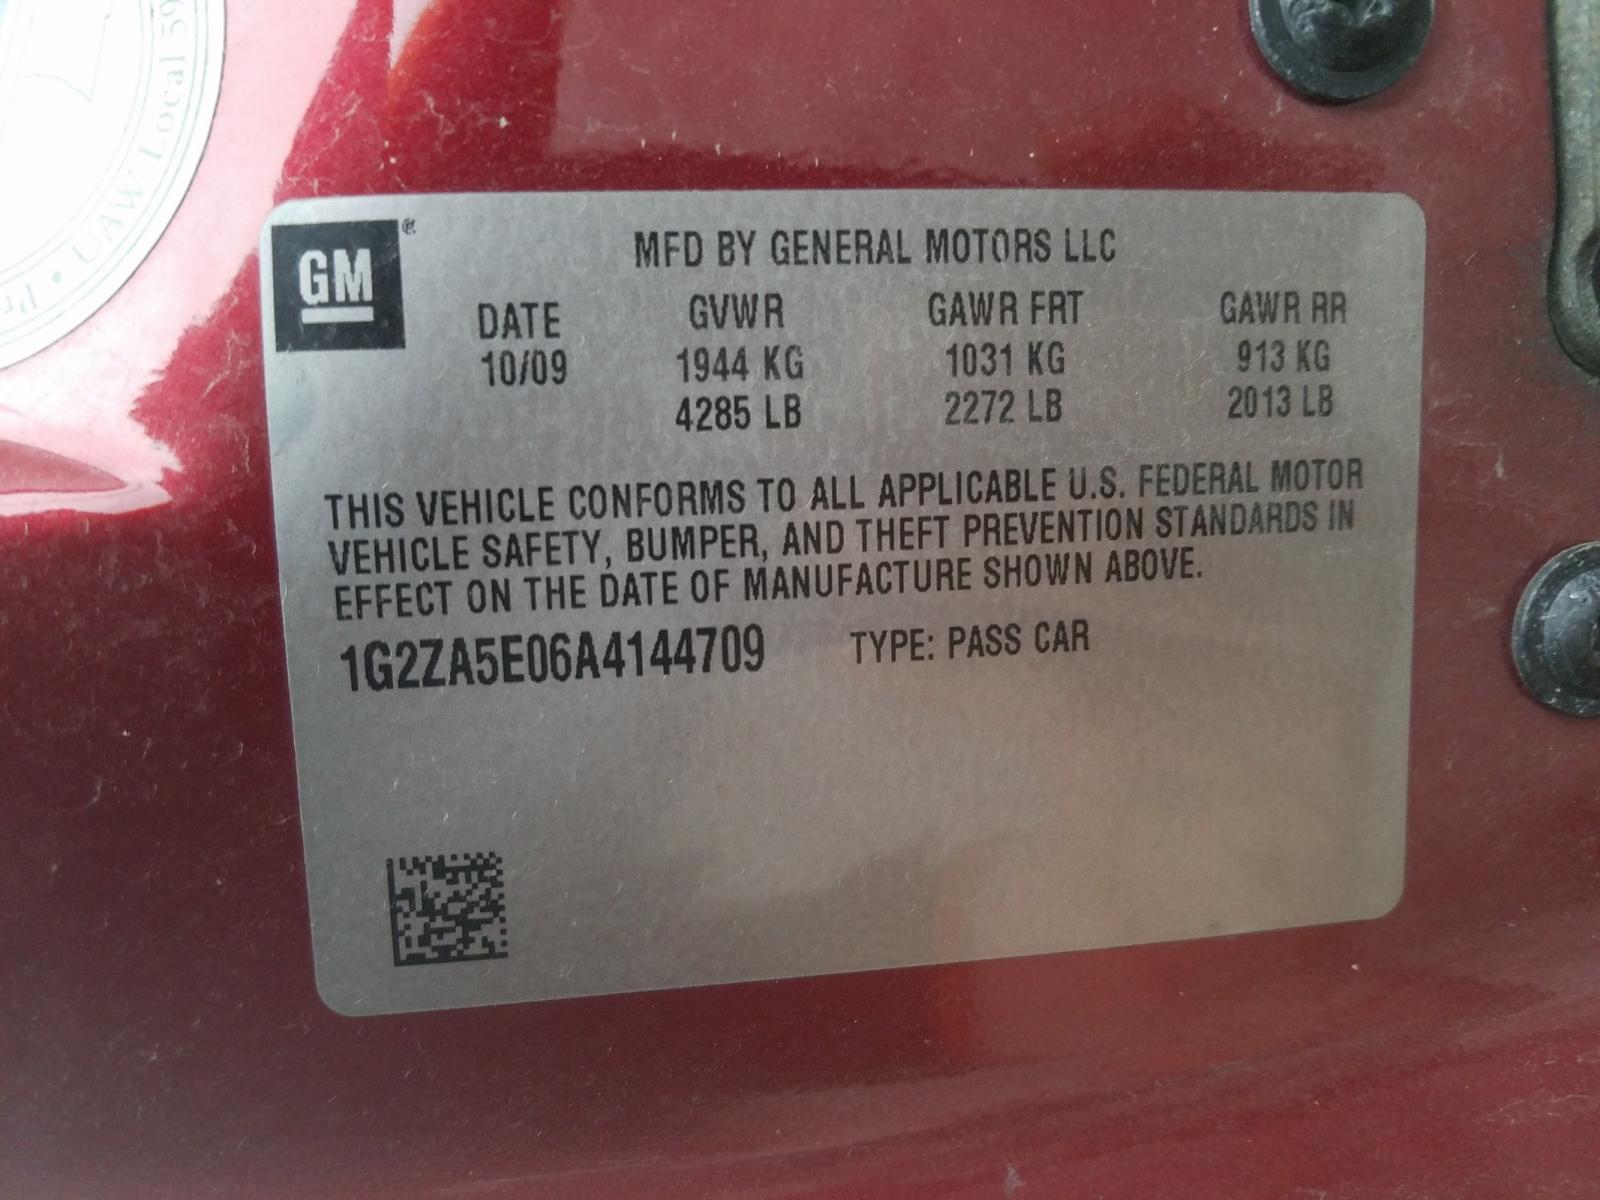 UAW Local 59
• Pr
GM
MFD BY GENERAL MOTORS LLC
DATE GVWR GAWR FRT GAWR RR
10/09 1944 KG 1031 KG 913 KG
4285 LB 2272 LB 2013 LB
THIS VEHICLE CONFORMS TO ALL APPLICABLE U.S. FEDERAL MOTOR
VEHICLE SAFETY, BUMPER, AND THEFT PREVENTION STANDARDS IN
EFFECT ON THE DATE OF MANUFACTURE SHOWN ABOVE.
1G2ZA5E06A4144709 TYPE: PASS CAR